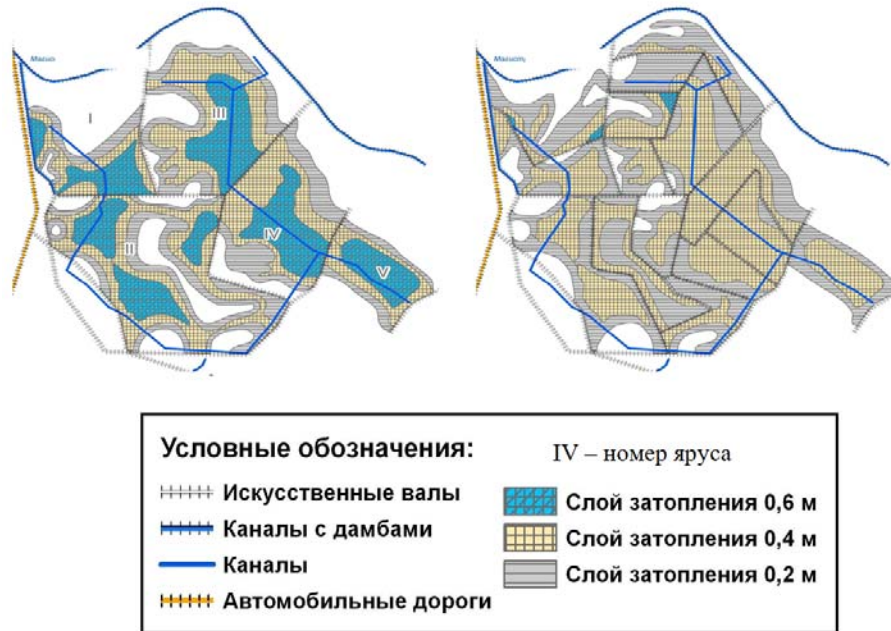 I
III
II
IV
V
Условные обозначения:
IV – номер яруса
Искусственные валы
Каналы с дамбами
Каналы
Автомобильные дороги
Слой затопления 0,6 м
Слой затопления 0,4 м
Слой затопления 0,2 м